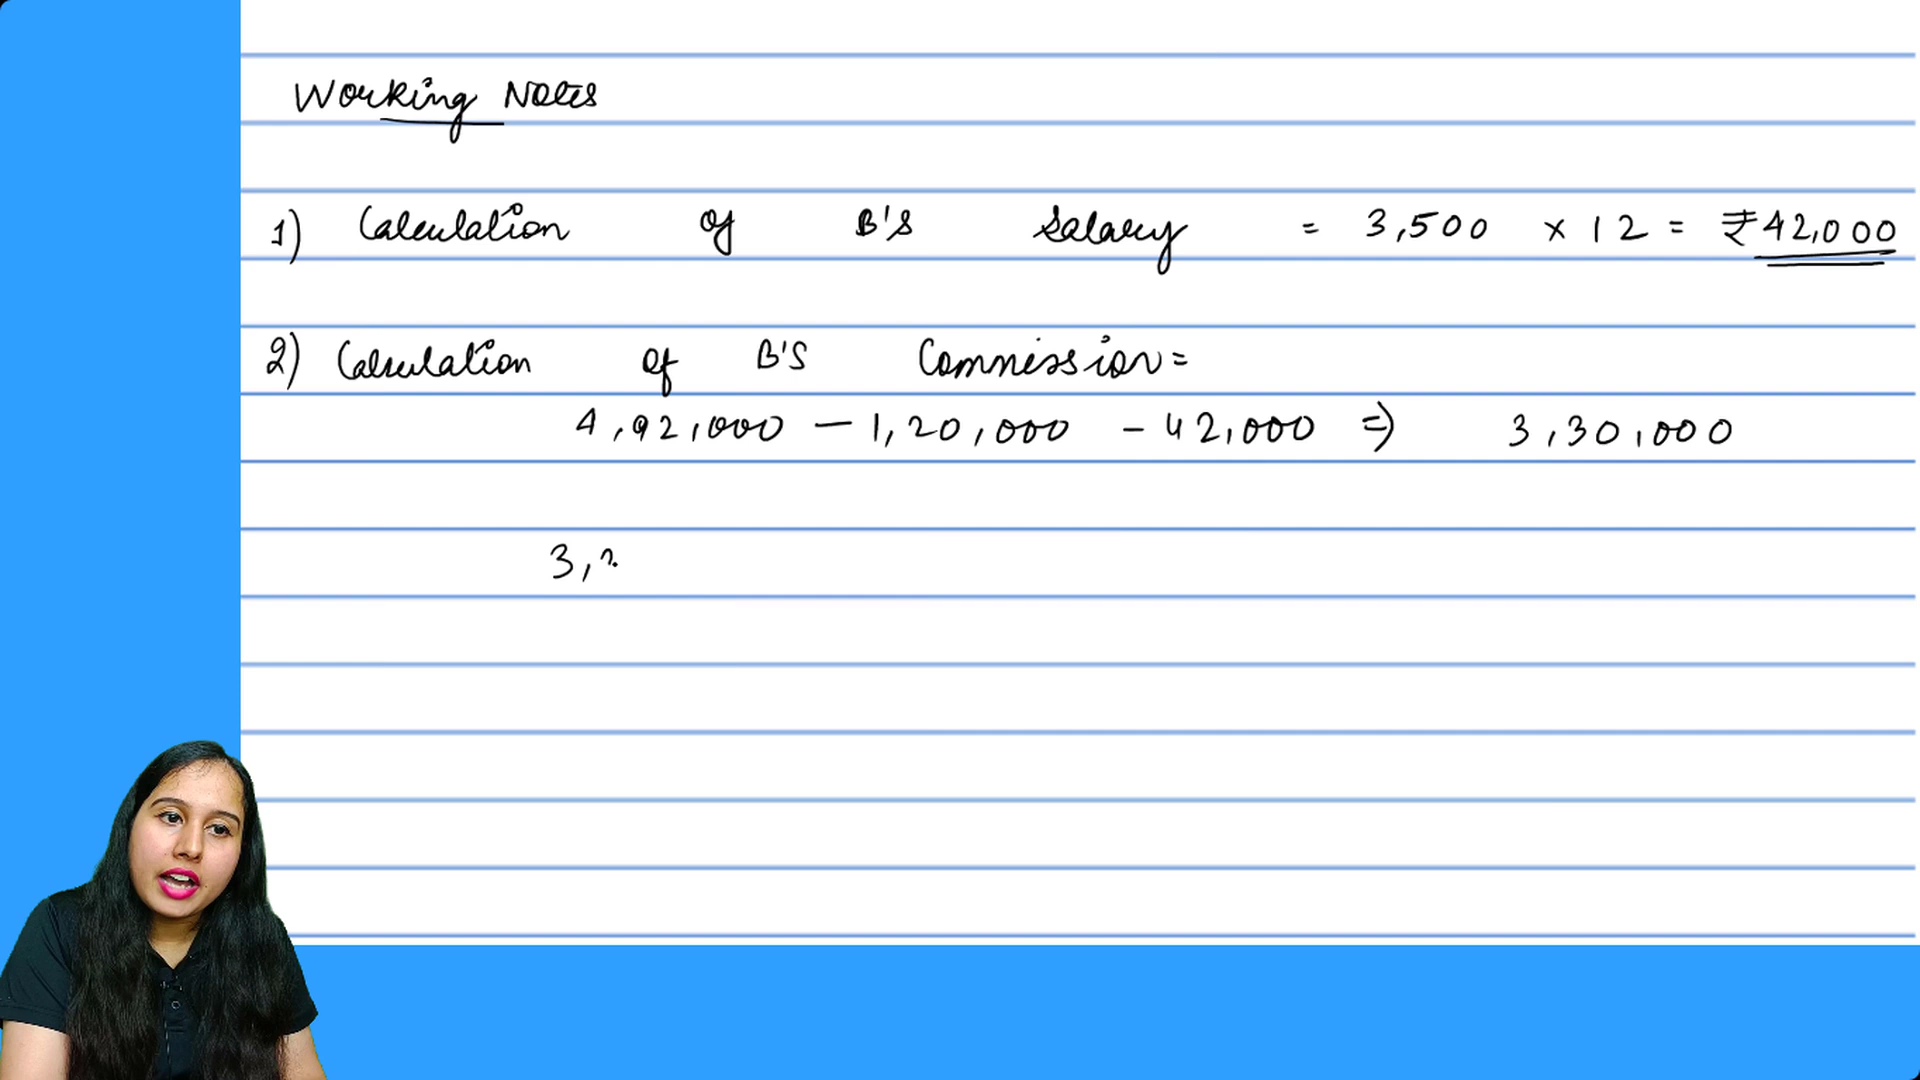 Working Notes
1) Calculation of B's Salary = 3,500 × 12 = ₹42,000
2) Calculation of B's Commission=
4,92,000 — 1,20,000 - 42,000 ⇒ 3,30,000
3,